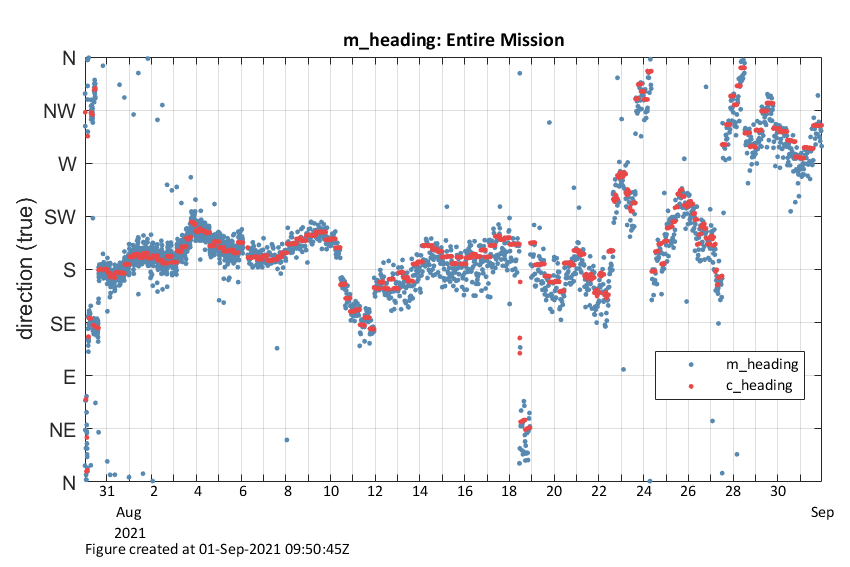 m_heading: Entire Mission
direction (true)
N
NW
W
SW
S
SE
E
NE
N
m_heading
c_heading
31 2 4 6 8 10 12 14 16 18 20 22 24 26 28 30
Aug Sep
2021
Figure created at 01-Sep-2021 09:50:45Z